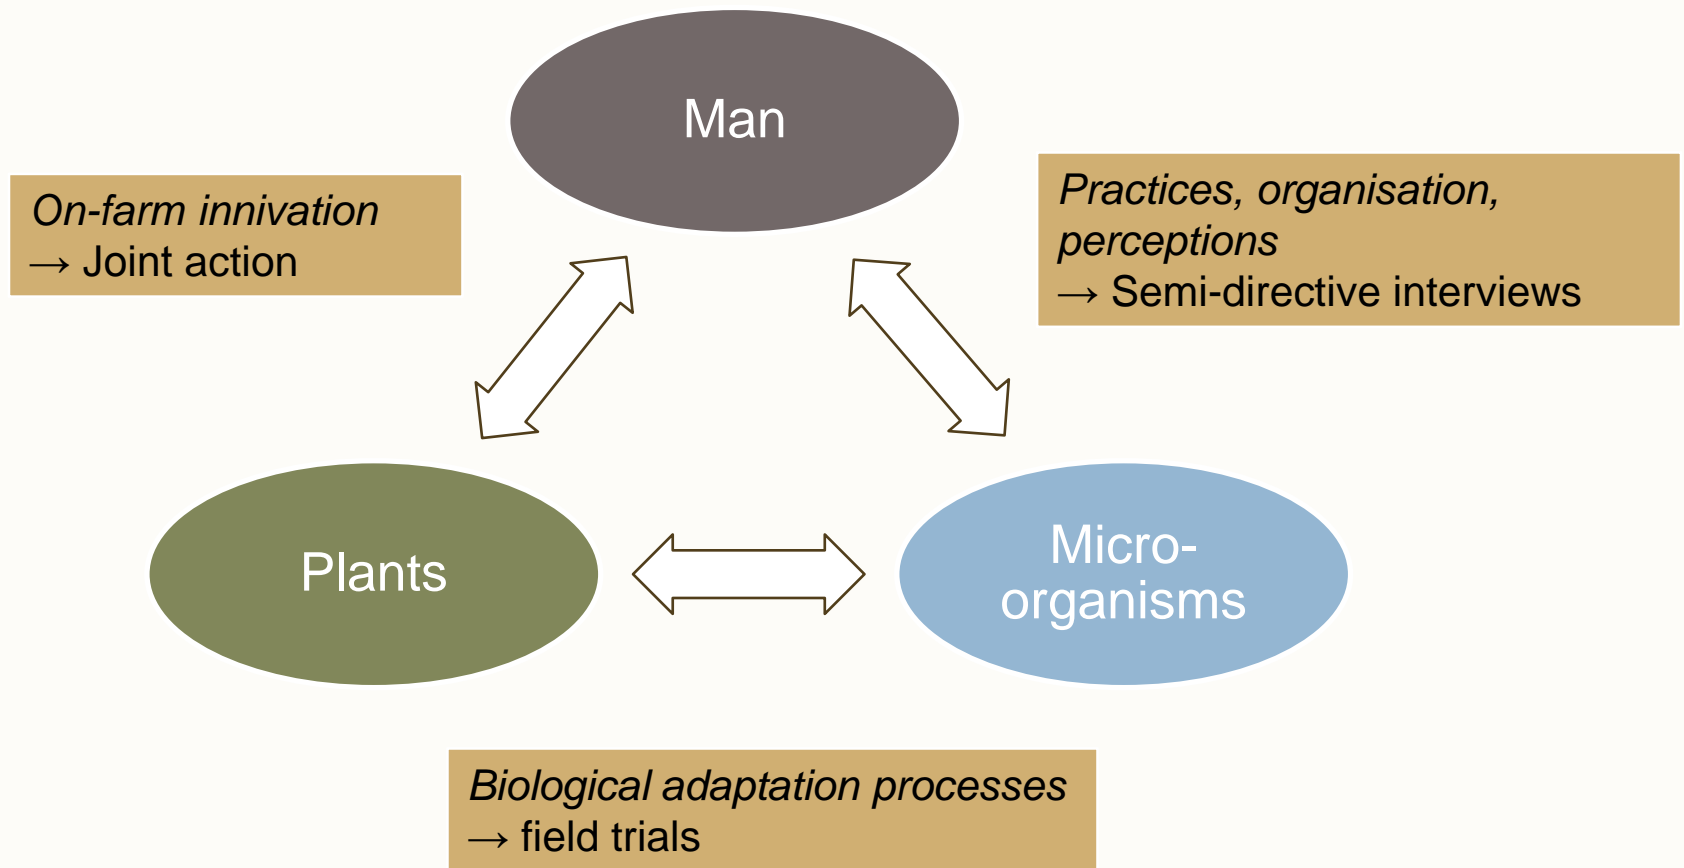 Man
On-farm innivation
→ Joint action
Practices, organisation,
perceptions
→ Semi-directive interviews
Plants
Micro-
organisms
Biological adaptation processes
→ field trials